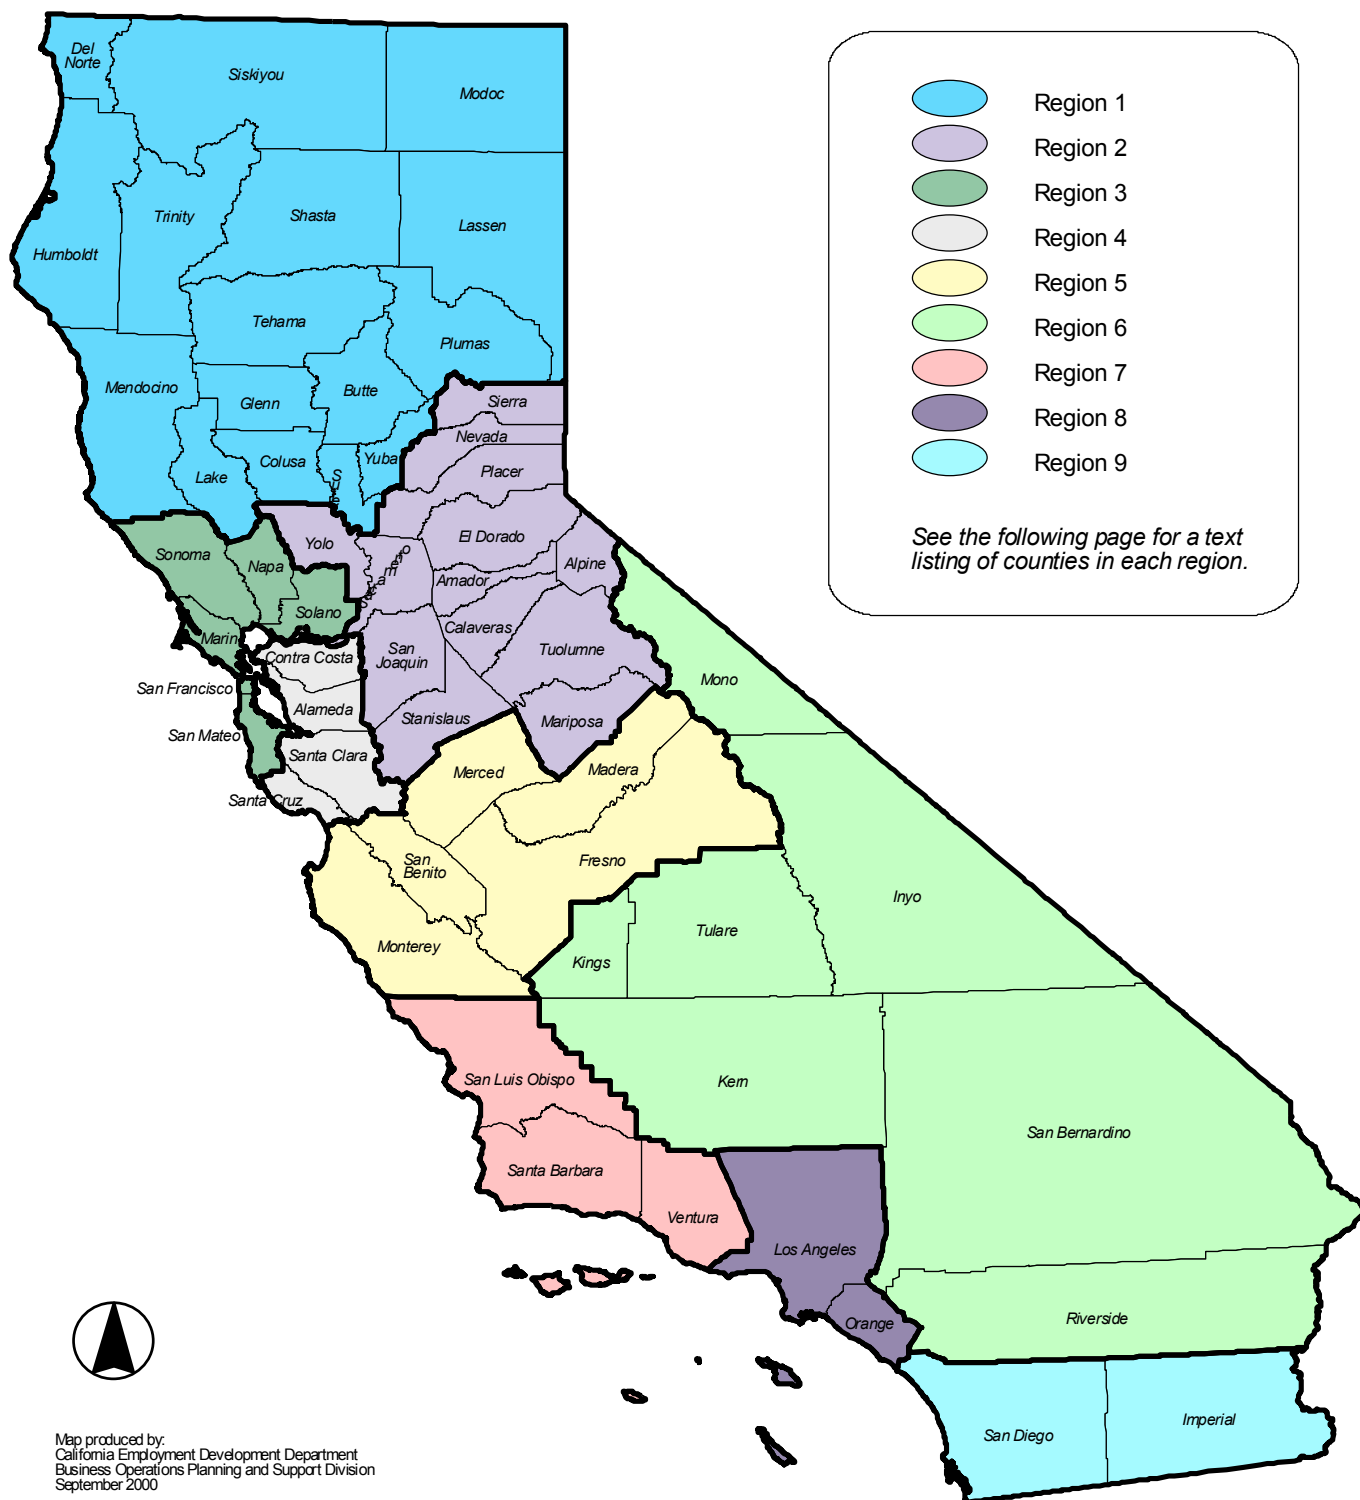 Del
Norte
Siskiyou
Modoc
Humboldt
Trinity
Shasta
Lassen
Tehama
Plumas
Mendocino
Glenn
Butte
Sierra
Nevada
Lake
Colusa
Yuba
Placer
Sonoma
Napa
Yolo
El Dorado
Alpine
Amador
Solano
Marin
Calaveras
Contra Costa
San
Joaquin
Tuolumne
Mono
San Francisco
Alameda
Stanislaus
Mariposa
San Mateo
Santa Clara
Merced
Madera
Santa Cruz
San
Benito
Fresno
Inyo
Monterey
Tulare
Kings
San Luis Obispo
Kern
San Bernardino
Santa Barbara
Ventura
Los Angeles
Orange
Riverside
San Diego
Imperial
Region 1
Region 2
Region 3
Region 4
Region 5
Region 6
Region 7
Region 8
Region 9
See the following page for a text
listing of counties in each region.
Map produced by:
California Employment Development Department
Business Operations Planning and Support Division
September 2000